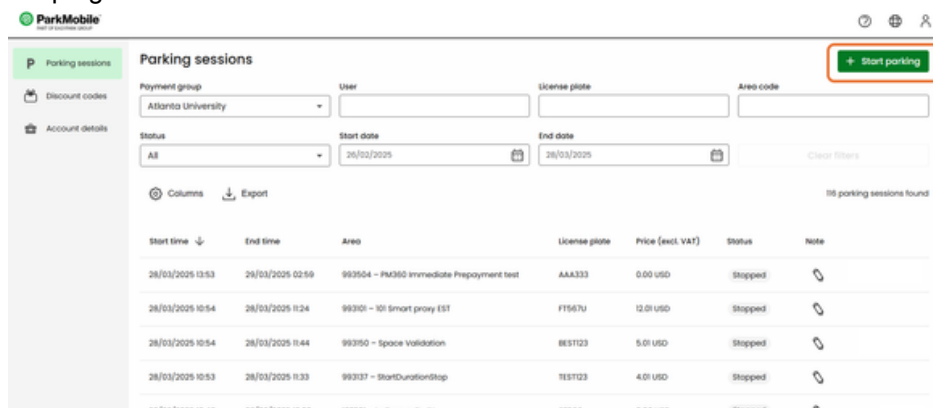 ParkMobile
Parking sessions
Discount codes
Account details
Parking sessions
+ Start parking
Payment group
User
License plate
Area code
Atlanta University
Status
Start date
End date
All
26/02/2025
28/03/2025
Clear filters
Columns
Export
116 parking sessions found
Start time
End time
Area
License plate
Price (excl. VAT)
Status
Note
28/03/2025 13:53 29/03/2025 02:59 993504 – PM360 Immediate Prepayment test AAA333 0.00 USD Stopped
28/03/2025 10:54 28/03/2025 11:24 993101 – 101 Smart proxy EST FT567U 12.01 USD Stopped
28/03/2025 10:54 28/03/2025 11:44 993150 – Space Validation BEST123 5.01 USD Stopped
28/03/2025 10:53 28/03/2025 11:33 993137 – StartDurationStop TEST123 4.01 USD Stopped